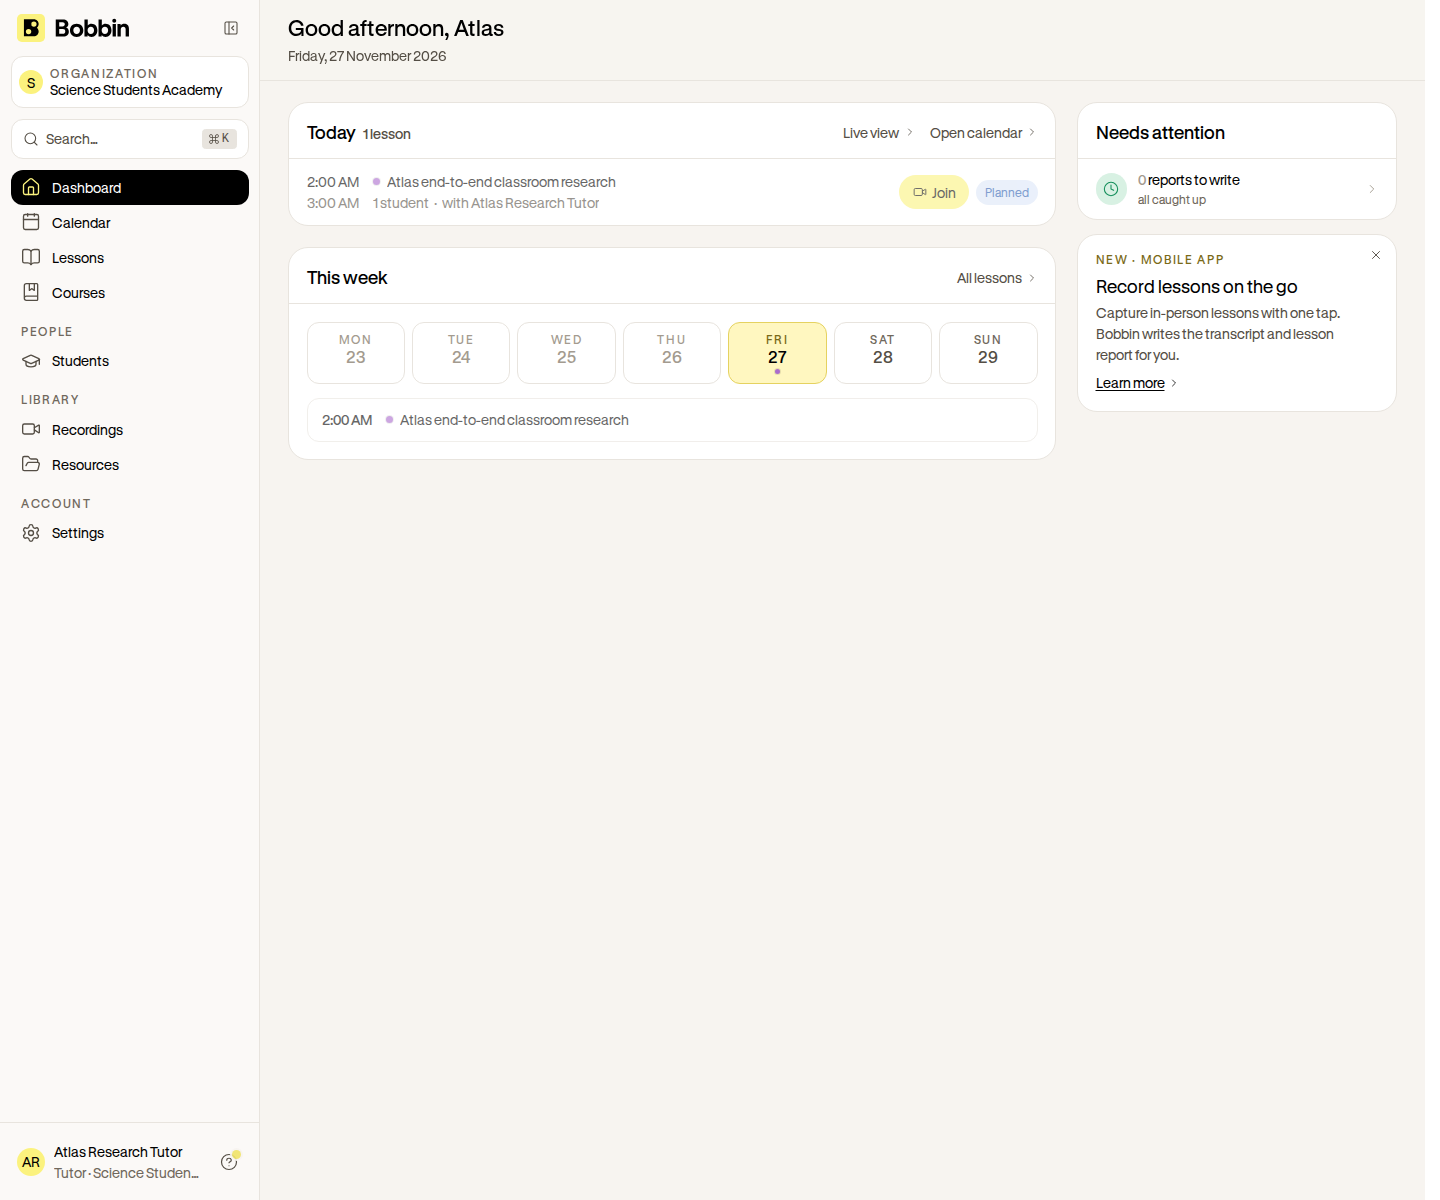 Bobbin
ORGANIZATION
S
Science Students Academy
Search...
⌘ K
Dashboard
Calendar
Lessons
Courses
PEOPLE
Students
LIBRARY
Recordings
Resources
ACCOUNT
Settings
AR
Atlas Research Tutor
Tutor · Science Studen...
Good afternoon, Atlas
Friday, 27 November 2026
Today 1 lesson
Live view
Open calendar
2:00 AM Atlas end-to-end classroom research
3:00 AM 1 student · with Atlas Research Tutor
Join
Planned
This week
All lessons
MON TUE WED THU FRI SAT SUN
23 24 25 26 27 28 29
2:00 AM Atlas end-to-end classroom research
Needs attention
0 reports to write
all caught up
NEW · MOBILE APP
Record lessons on the go
Capture in-person lessons with one tap.
Bobbin writes the transcript and lesson
report for you.
Learn more